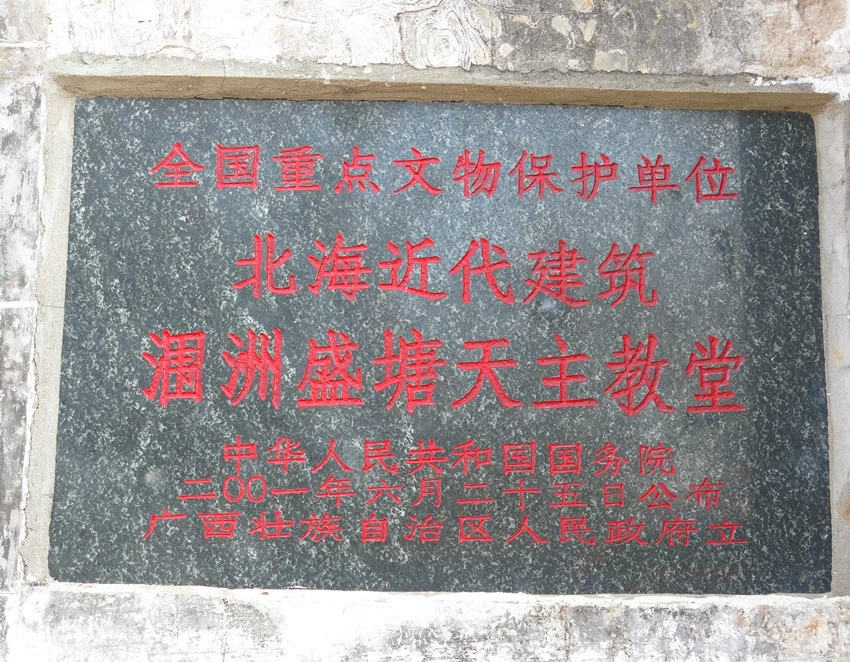 全国重点文物保护单位
北海近代建筑
涠洲盛塘天主教堂
中华人民共和国国务院
二00一年六月二十五日公布
广西壮族自治区人民政府立